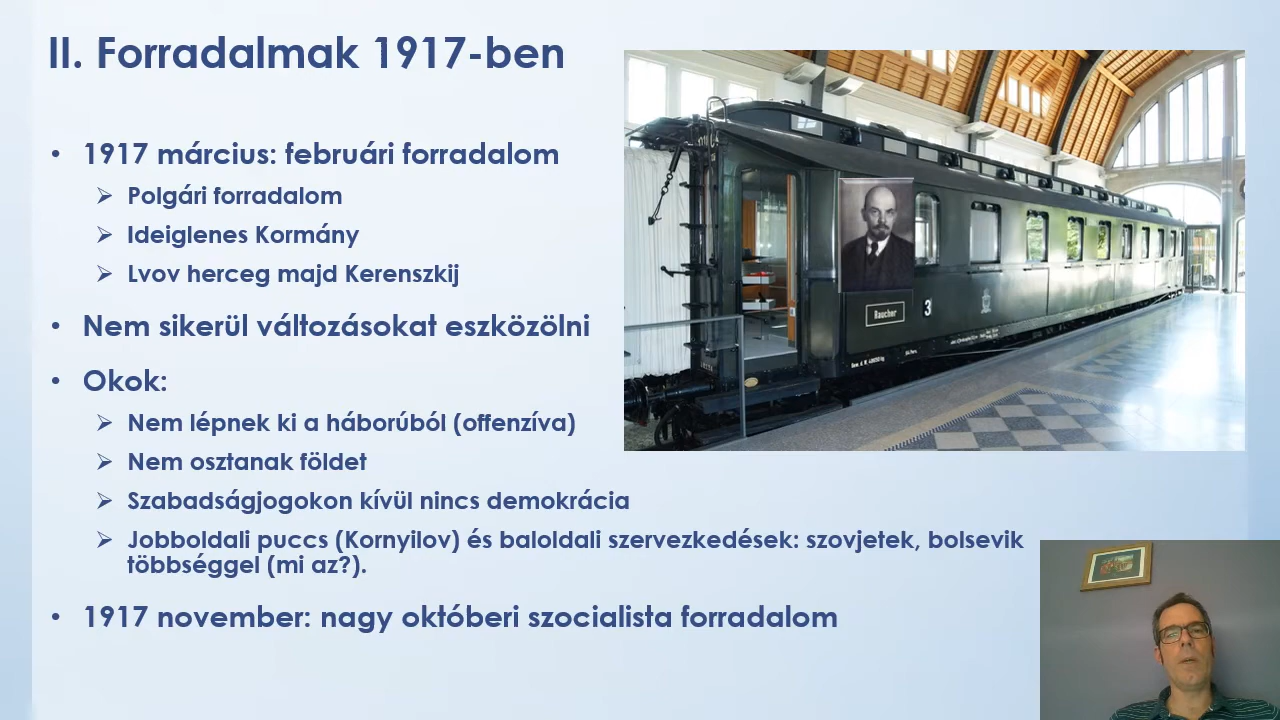 II. Forradalmak 1917-ben
• 1917 március: februári forradalom
➢ Polgári forradalom
➢ Ideiglenes Kormány
➢ Lvov herceg majd Kerenszkij
• Nem sikerül változásokat eszközölni
• Okok:
➢ Nem lépnek ki a háborúból (offenzíva)
➢ Nem osztanak földet
➢ Szabadságjogokon kívül nincs demokrácia
➢ Jobboldali puccs (Kornyilov) és baloldali szervezkedések: szovjetek, bolsevik
többséggel (mi az?).
• 1917 november: nagy októberi szocialista forradalom
Raucher
3